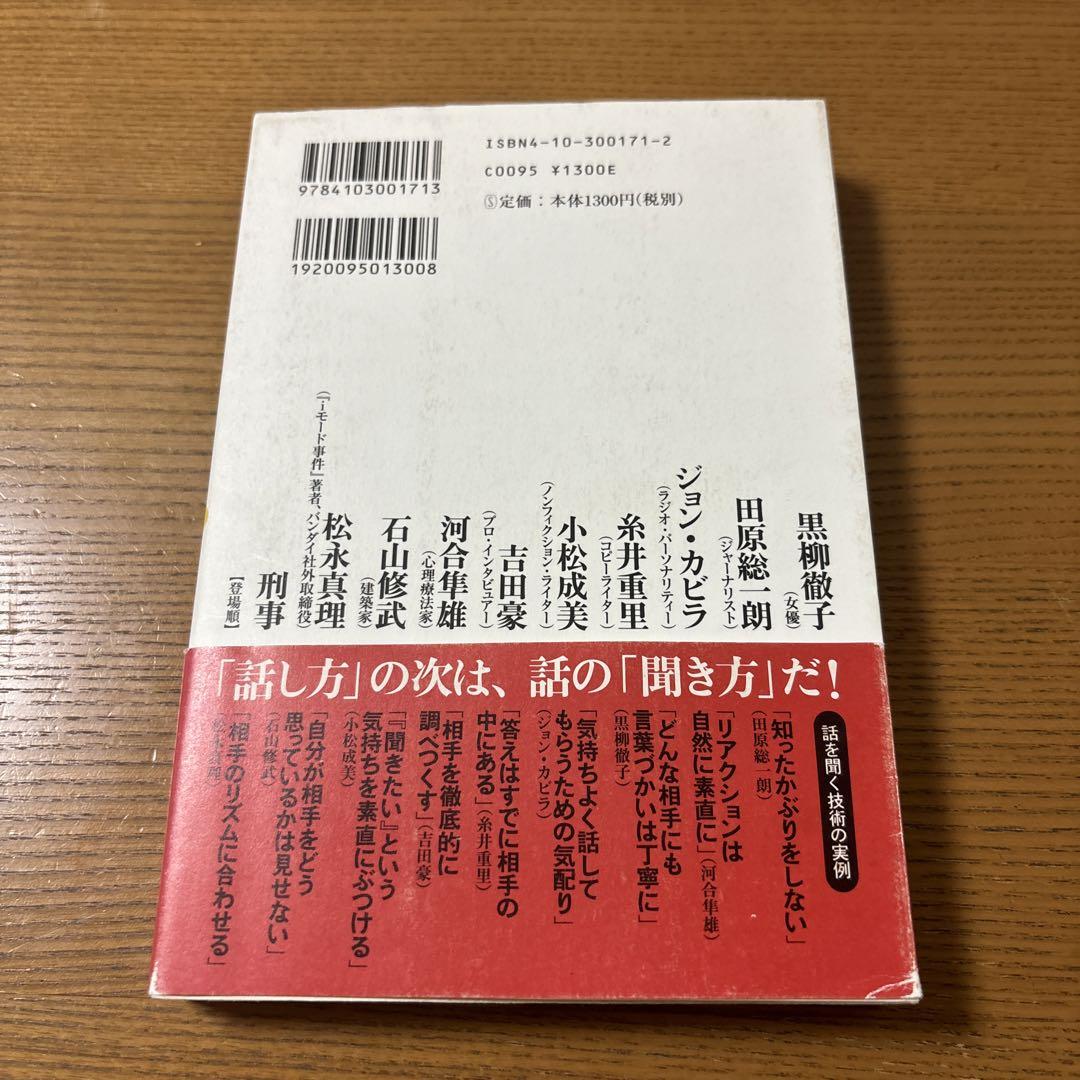 ISBN4-10-300171-2
C0095 ¥1300E
Ⓢ定価：本体1300円(税別)
9784103001713
1920095013008
黒柳徹子
(女優)
田原総一朗
(ジャーナリスト)
ジョン・カビラ
(ラジオ・パーソナリティー)
糸井重里
(コピーライター)
小松成美
(ノンフィクション・ライター)
吉田豪
(プロ・インタビュアー)
河合隼雄
(心理療法家)
石山修武
(建築家)
松永真理
(『iモード事件』著者、バンダイ社外取締役)
刑事
【登場順】
「話し方」の次は、話の「聞き方」だ!
話を聞く技術の実例
「知ったかぶりをしない」
(田原総一朗)
「リアクションは
自然に素直に」(河合隼雄)
「どんな相手にも
言葉づかいは丁寧に」
(黒柳徹子)
「気持ちよく話して
もらうための気配り」
(ジョン・カビラ)
「答えはすでに相手の
中にある」(糸井重里)
「相手を徹底的に
調べつくす」(吉田豪)
「『聞きたい』という
気持ちを素直にぶつける」
(小松成美)
「自分が相手をどう
思っているかは見せない」
(石山修武)
「相手のリズムに合わせる」
(松永真理)